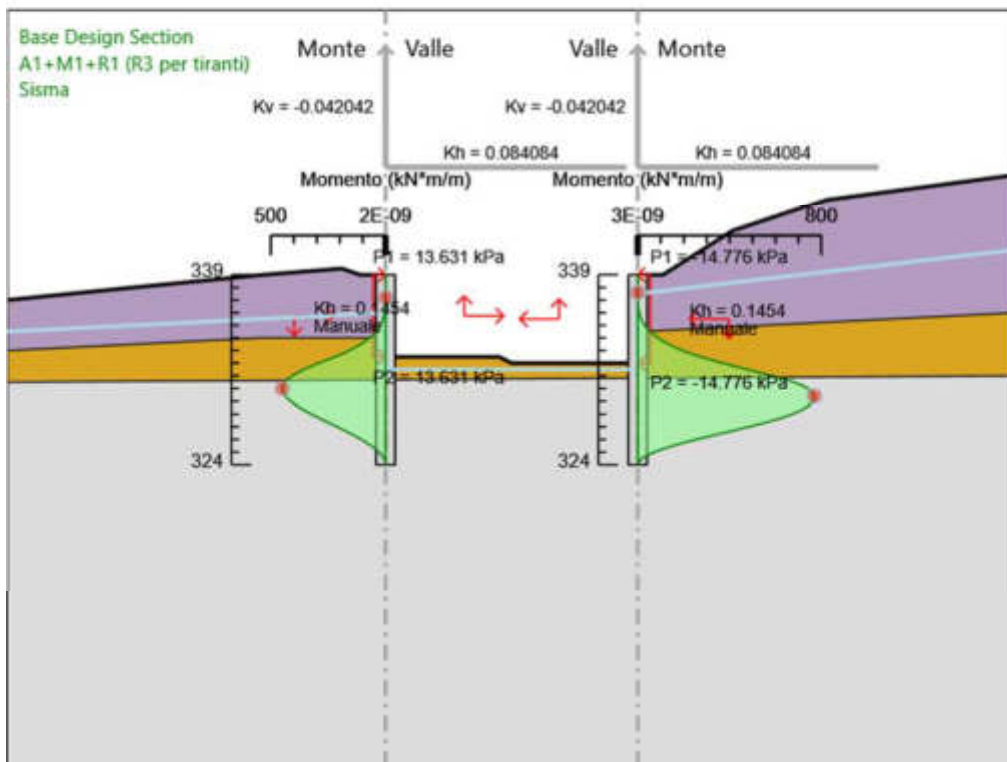 Base Design Section
A1+M1+R1 (R3 per tiranti)
Sisma
Monte Valle Valle Monte
Kv = -0.042042 Kv = -0.042042
Kh = 0.084084 Kh = 0.084084
Momento (kN*m/m) Momento (kN*m/m)
500 2E-09 3E-09 800
P1 = 13.631 kPa P1 = -14.776 kPa
339 339
Kh = 0.1454 Kh = 0.1454
Manuale Manuale
P2 = 13.631 kPa P2 = -14.776 kPa
324 324